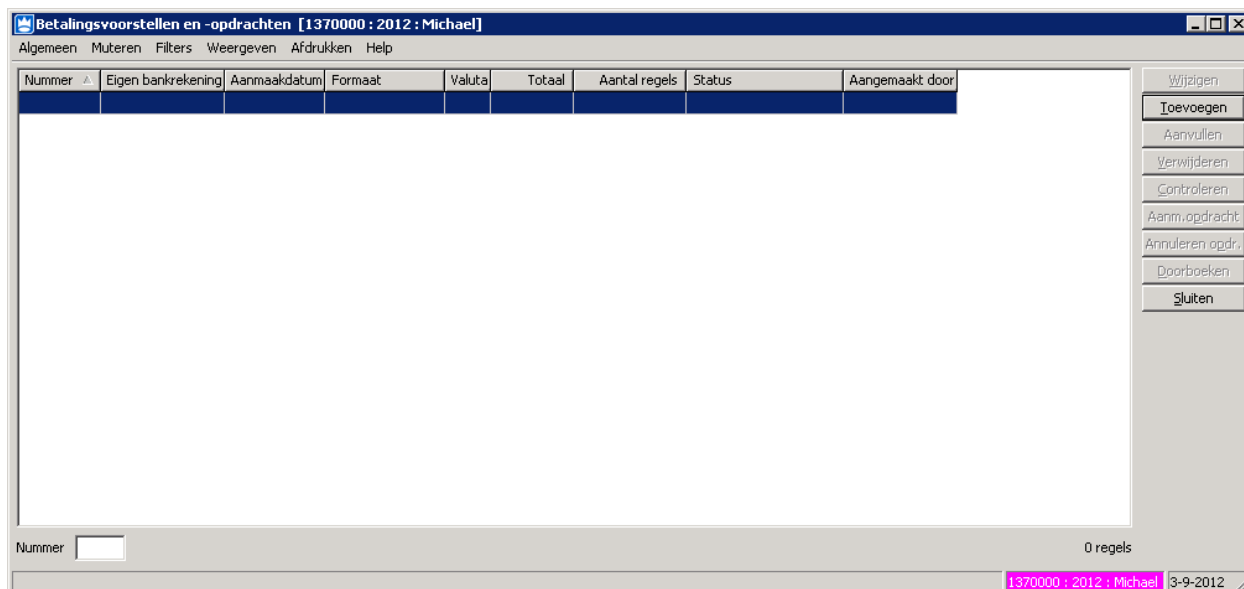 Betalingsvoorstellen en -opdrachten [1370000 : 2012 : Michael]
Algemeen Muteren Filters Weergeven Afdrukken Help
Nummer Eigen bankrekening Aanmaakdatum Formaat Valuta Totaal Aantal regels Status Aangemaakt door
Wijzigen
Toevoegen
Aanvullen
Verwijderen
Controleren
Aanm.opdracht
Annuleren opdr.
Doorboeken
Sluiten
Nummer 0 regels
1370000 : 2012 : Michael 3-9-2012